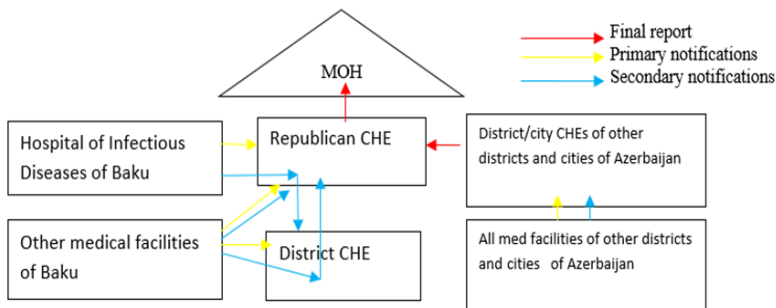 Final report
Primary notifications
Secondary notifications
MOH
Hospital of Infectious
Diseases of Baku
Republican CHE
District/city CHEs of other
districts and cities of Azerbaijan
Other medical facilities
of Baku
District CHE
All med facilities of other districts
and cities of Azerbaijan